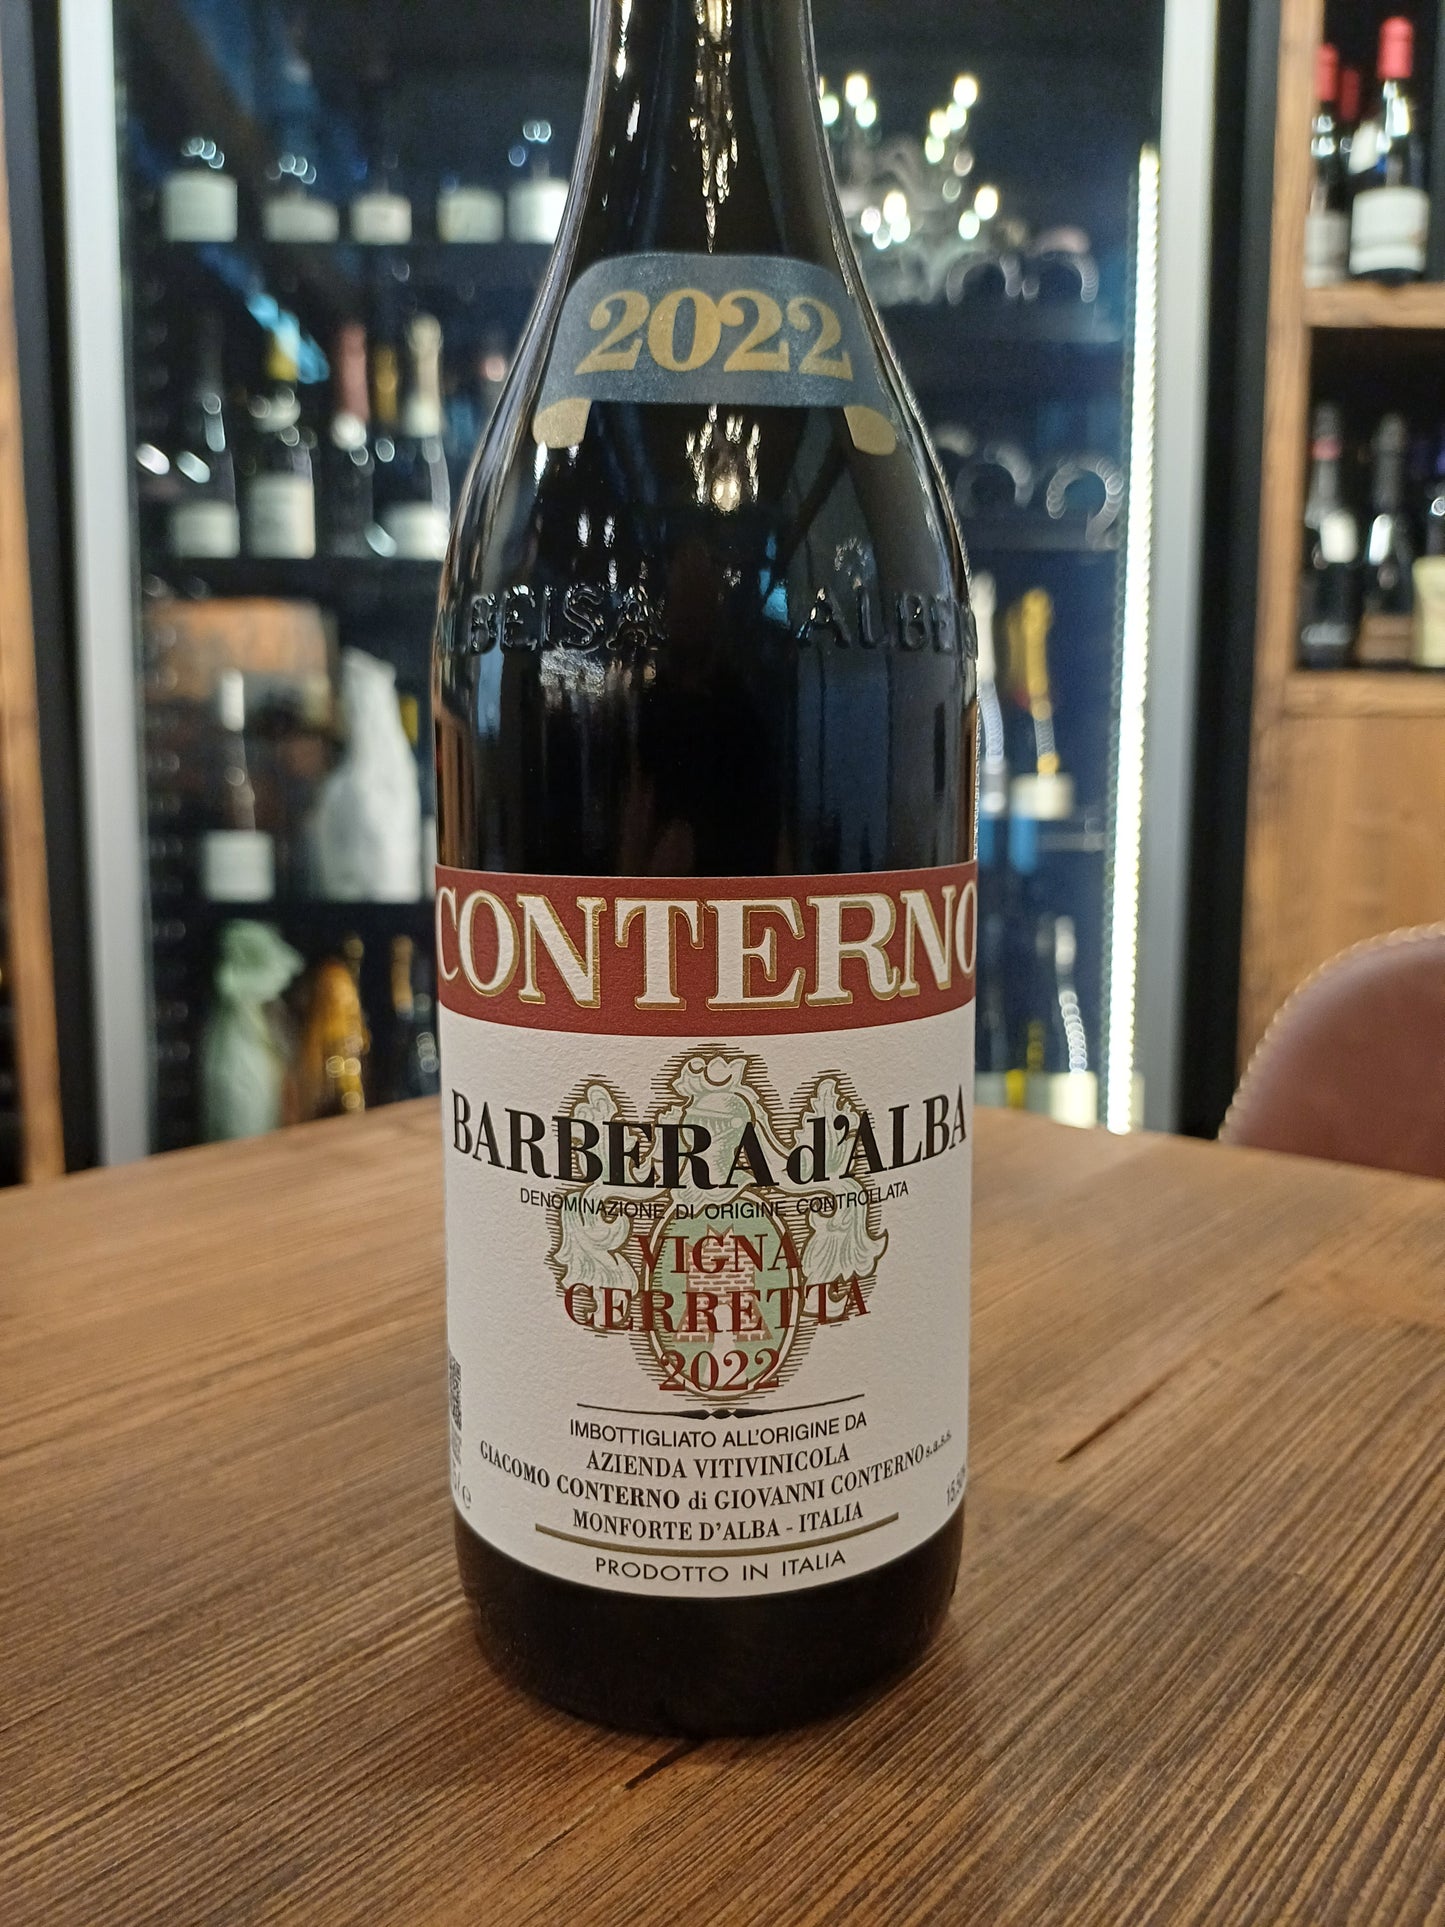 2022
ALBEISA ALBEI
CONTERNO
BARBERA d'ALBA
DENOMINAZIONE DI ORIGINE CONTROLLATA
VIGNA
CERRETTA
2022
IMBOTTIGLIATO ALL'ORIGINE DA
AZIENDA VITIVINICOLA
GIACOMO CONTERNO di GIOVANNI CONTERNO s.a.s.
MONFORTE D'ALBA - ITALIA
PRODOTTO IN ITALIA